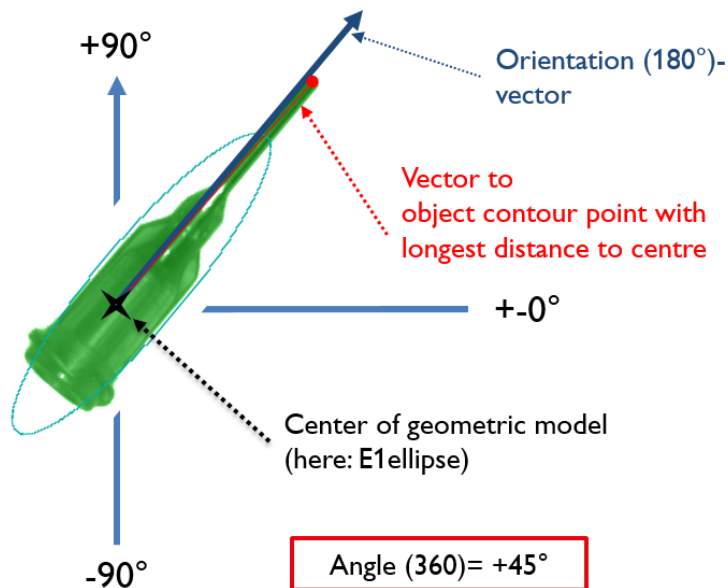 +90°
Orientation (180°)-
vector
Vector to
object contour point with
longest distance to centre
+-0°
Center of geometric model
(here: E1ellipse)
-90°
Angle (360)= +45°